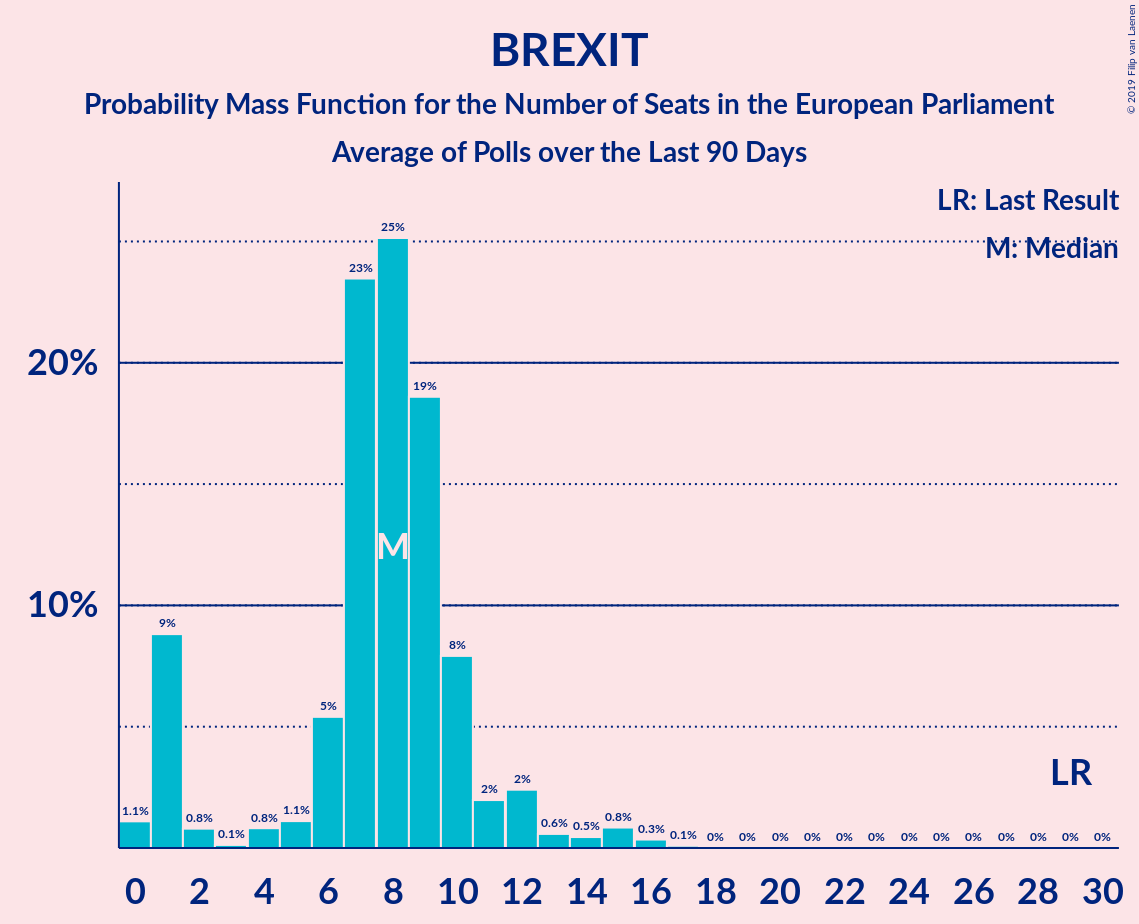 BREXIT
Probability Mass Function for the Number of Seats in the European Parliament
Average of Polls over the Last 90 Days
© 2019 Filip van Laenen
LR: Last Result
M: Median
25%
23%
20%
19%
M
10%
9%
8%
5%
LR
1.1% 0.8% 0.1% 0.8% 1.1% 2% 2% 0.6% 0.5% 0.8% 0.3% 0.1% 0% 0% 0% 0% 0% 0% 0% 0% 0% 0% 0% 0% 0%
0 2 4 6 8 10 12 14 16 18 20 22 24 26 28 30